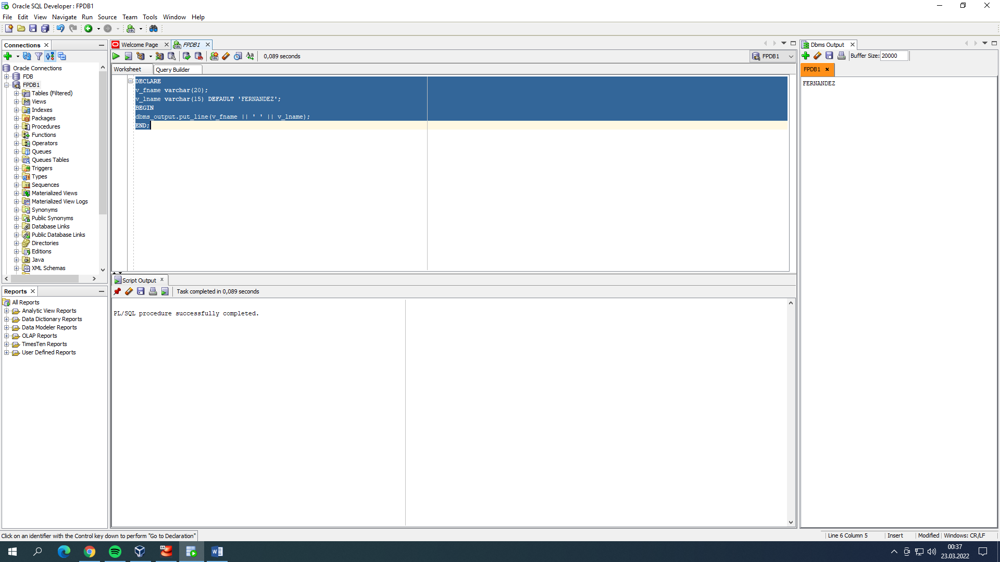 Oracle SQL Developer : FPDB1
File Edit View Navigate Run Source Team Tools Window Help
Connections
Oracle Connections
FDB
FPDB1
Tables (Filtered)
Views
Indexes
Packages
Procedures
Functions
Operators
Queues
Queues Tables
Triggers
Types
Sequences
Materialized Views
Materialized View Logs
Synonyms
Public Synonyms
Database Links
Public Database Links
Directories
Editions
Java
XML Schemas
Reports
All Reports
Analytic View Reports
Data Dictionary Reports
Data Modeler Reports
OLAP Reports
TimesTen Reports
User Defined Reports
Welcome Page FPDB1
0,089 seconds
FPDB1
Worksheet Query Builder
DECLARE
v_fname varchar(20);
v_lname varchar(15) DEFAULT 'FERNANDEZ';
BEGIN
dbms_output.put_line(v_fname || ' ' || v_lname);
END;
Script Output
Task completed in 0,089 seconds
PL/SQL procedure successfully completed.
Dbms Output
Buffer Size: 20000
FPDB1
FERNANDEZ
Click on an identifier with the Control key down to perform "Go to Declaration"
Line 6 Column 5 Insert Modified Windows: CR/LF
00:37
23.03.2022